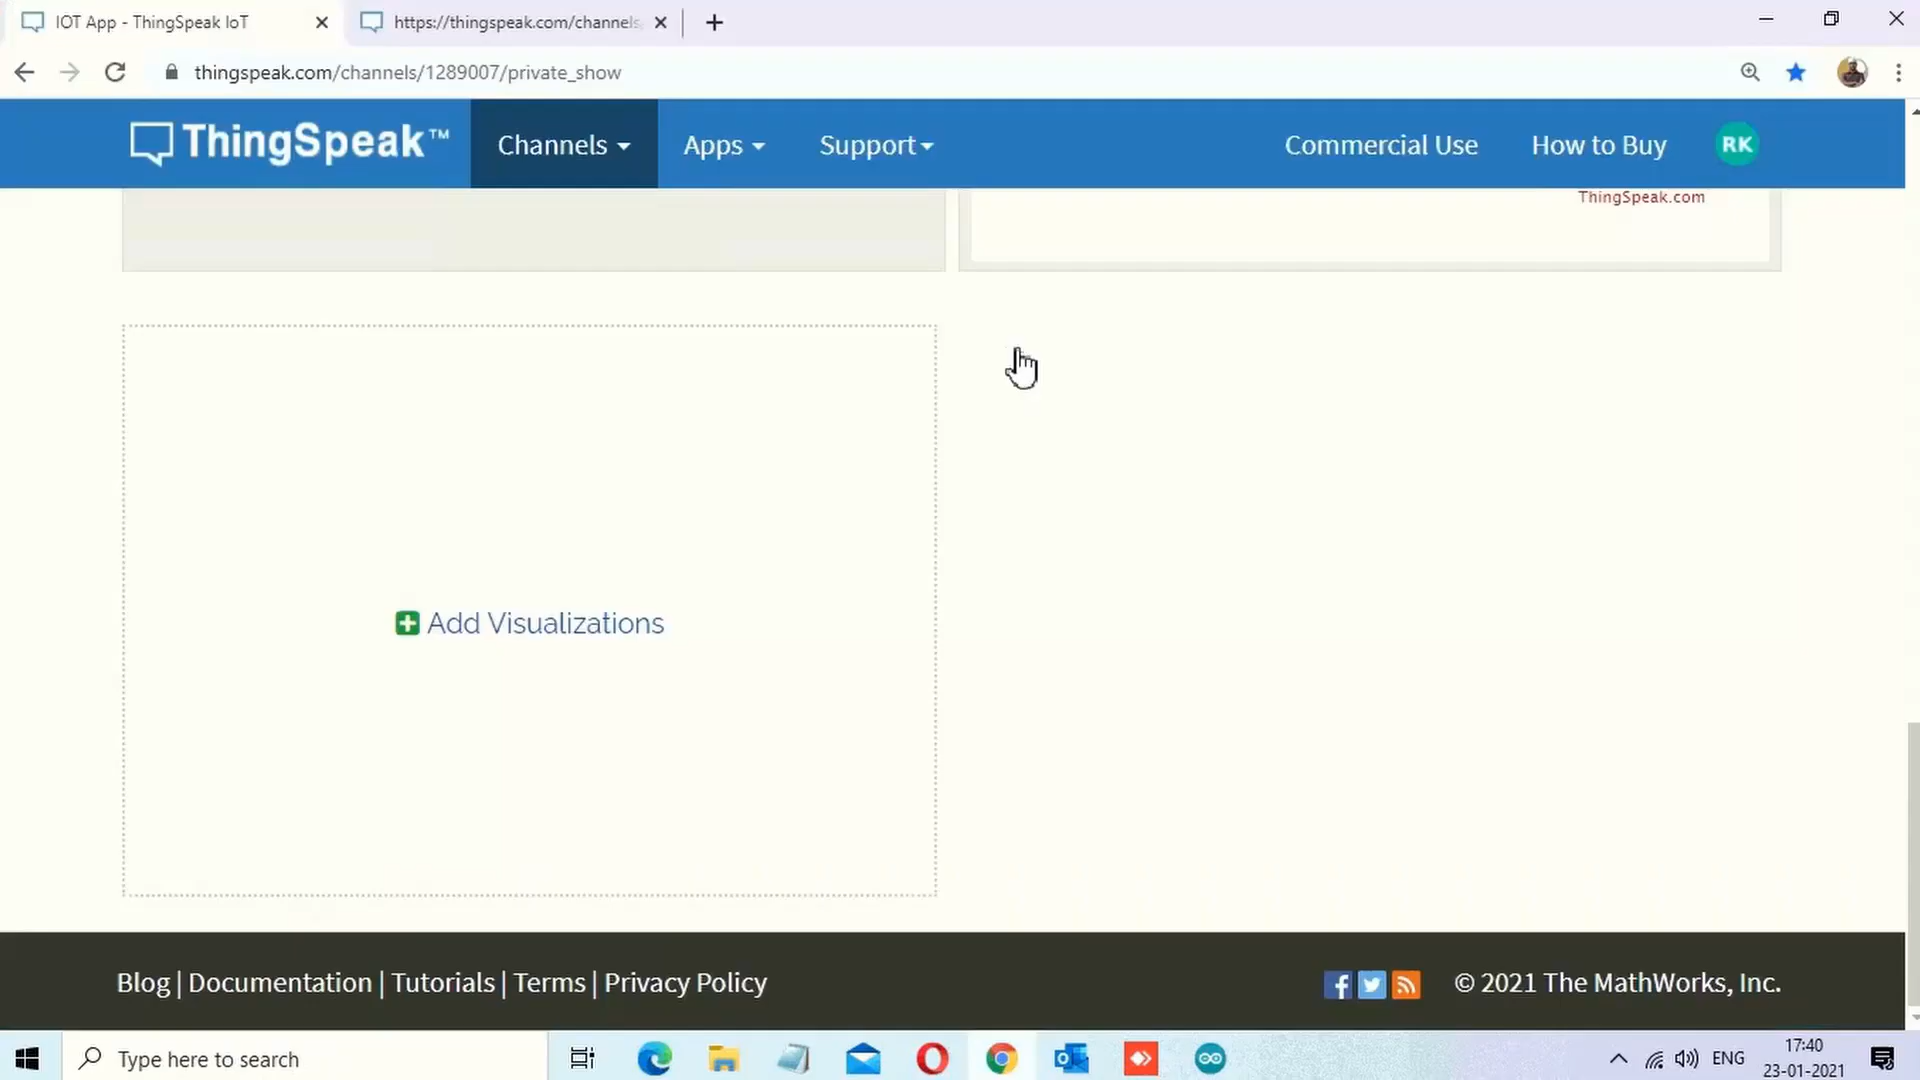 IOT App - ThingSpeak IoT
https://thingspeak.com/channels
thingspeak.com/channels/1289007/private_show
ThingSpeak™
Channels
Apps
Support
Commercial Use
How to Buy
RK
ThingSpeak.com
Add Visualizations
Blog | Documentation | Tutorials | Terms | Privacy Policy
© 2021 The MathWorks, Inc.
Type here to search
ENG
17:40
23-01-2021